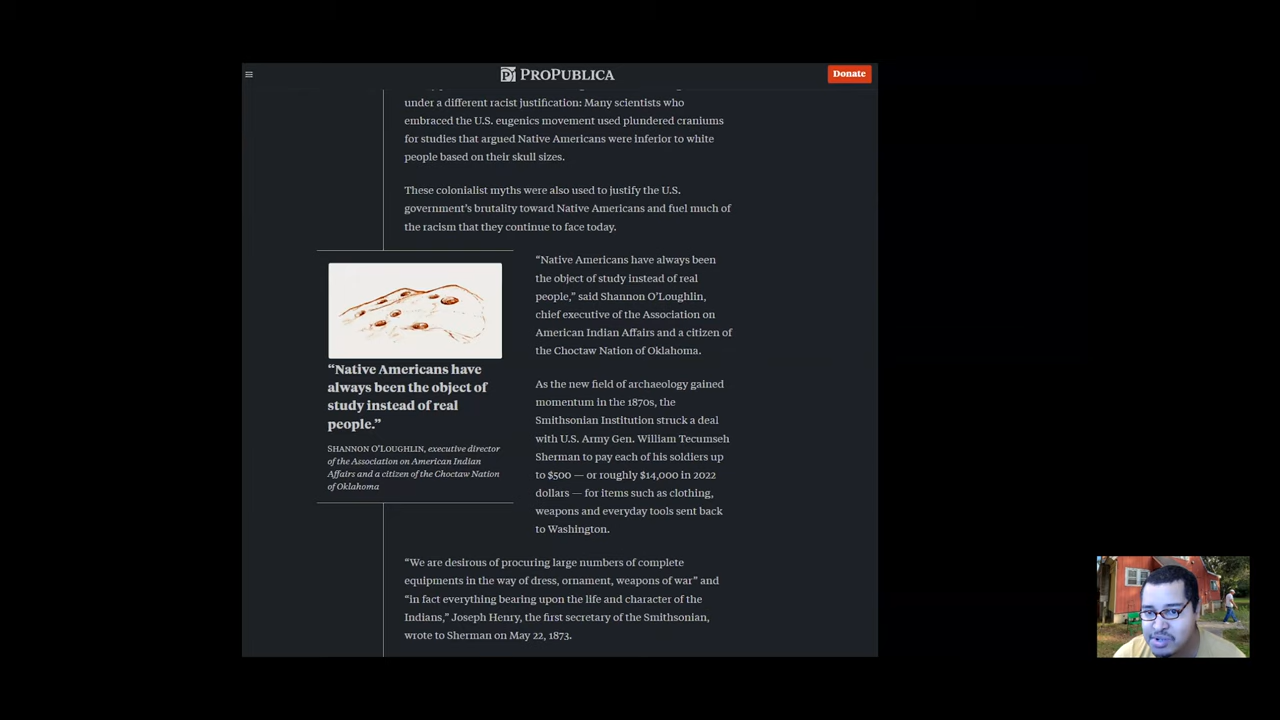 ProPublica
Donate
under a different racist justification: Many scientists who
embraced the U.S. eugenics movement used plundered craniums
for studies that argued Native Americans were inferior to white
people based on their skull sizes.
These colonialist myths were also used to justify the U.S.
government's brutality toward Native Americans and fuel much of
the racism that they continue to face today.
“Native Americans have
always been the object of
study instead of real
people.”
SHANNON O’LOUGHLIN, executive director
of the Association on American Indian
Affairs and a citizen of the Choctaw Nation
of Oklahoma
“Native Americans have always been
the object of study instead of real
people,” said Shannon O’Loughlin,
chief executive of the Association on
American Indian Affairs and a citizen of
the Choctaw Nation of Oklahoma.
As the new field of archaeology gained
momentum in the 1870s, the
Smithsonian Institution struck a deal
with U.S. Army Gen. William Tecumseh
Sherman to pay each of his soldiers up
to $500 — or roughly $14,000 in 2022
dollars — for items such as clothing,
weapons and everyday tools sent back
to Washington.
“We are desirous of procuring large numbers of complete
equipments in the way of dress, ornament, weapons of war” and
“in fact everything bearing upon the life and character of the
Indians,” Joseph Henry, the first secretary of the Smithsonian,
wrote to Sherman on May 22, 1873.